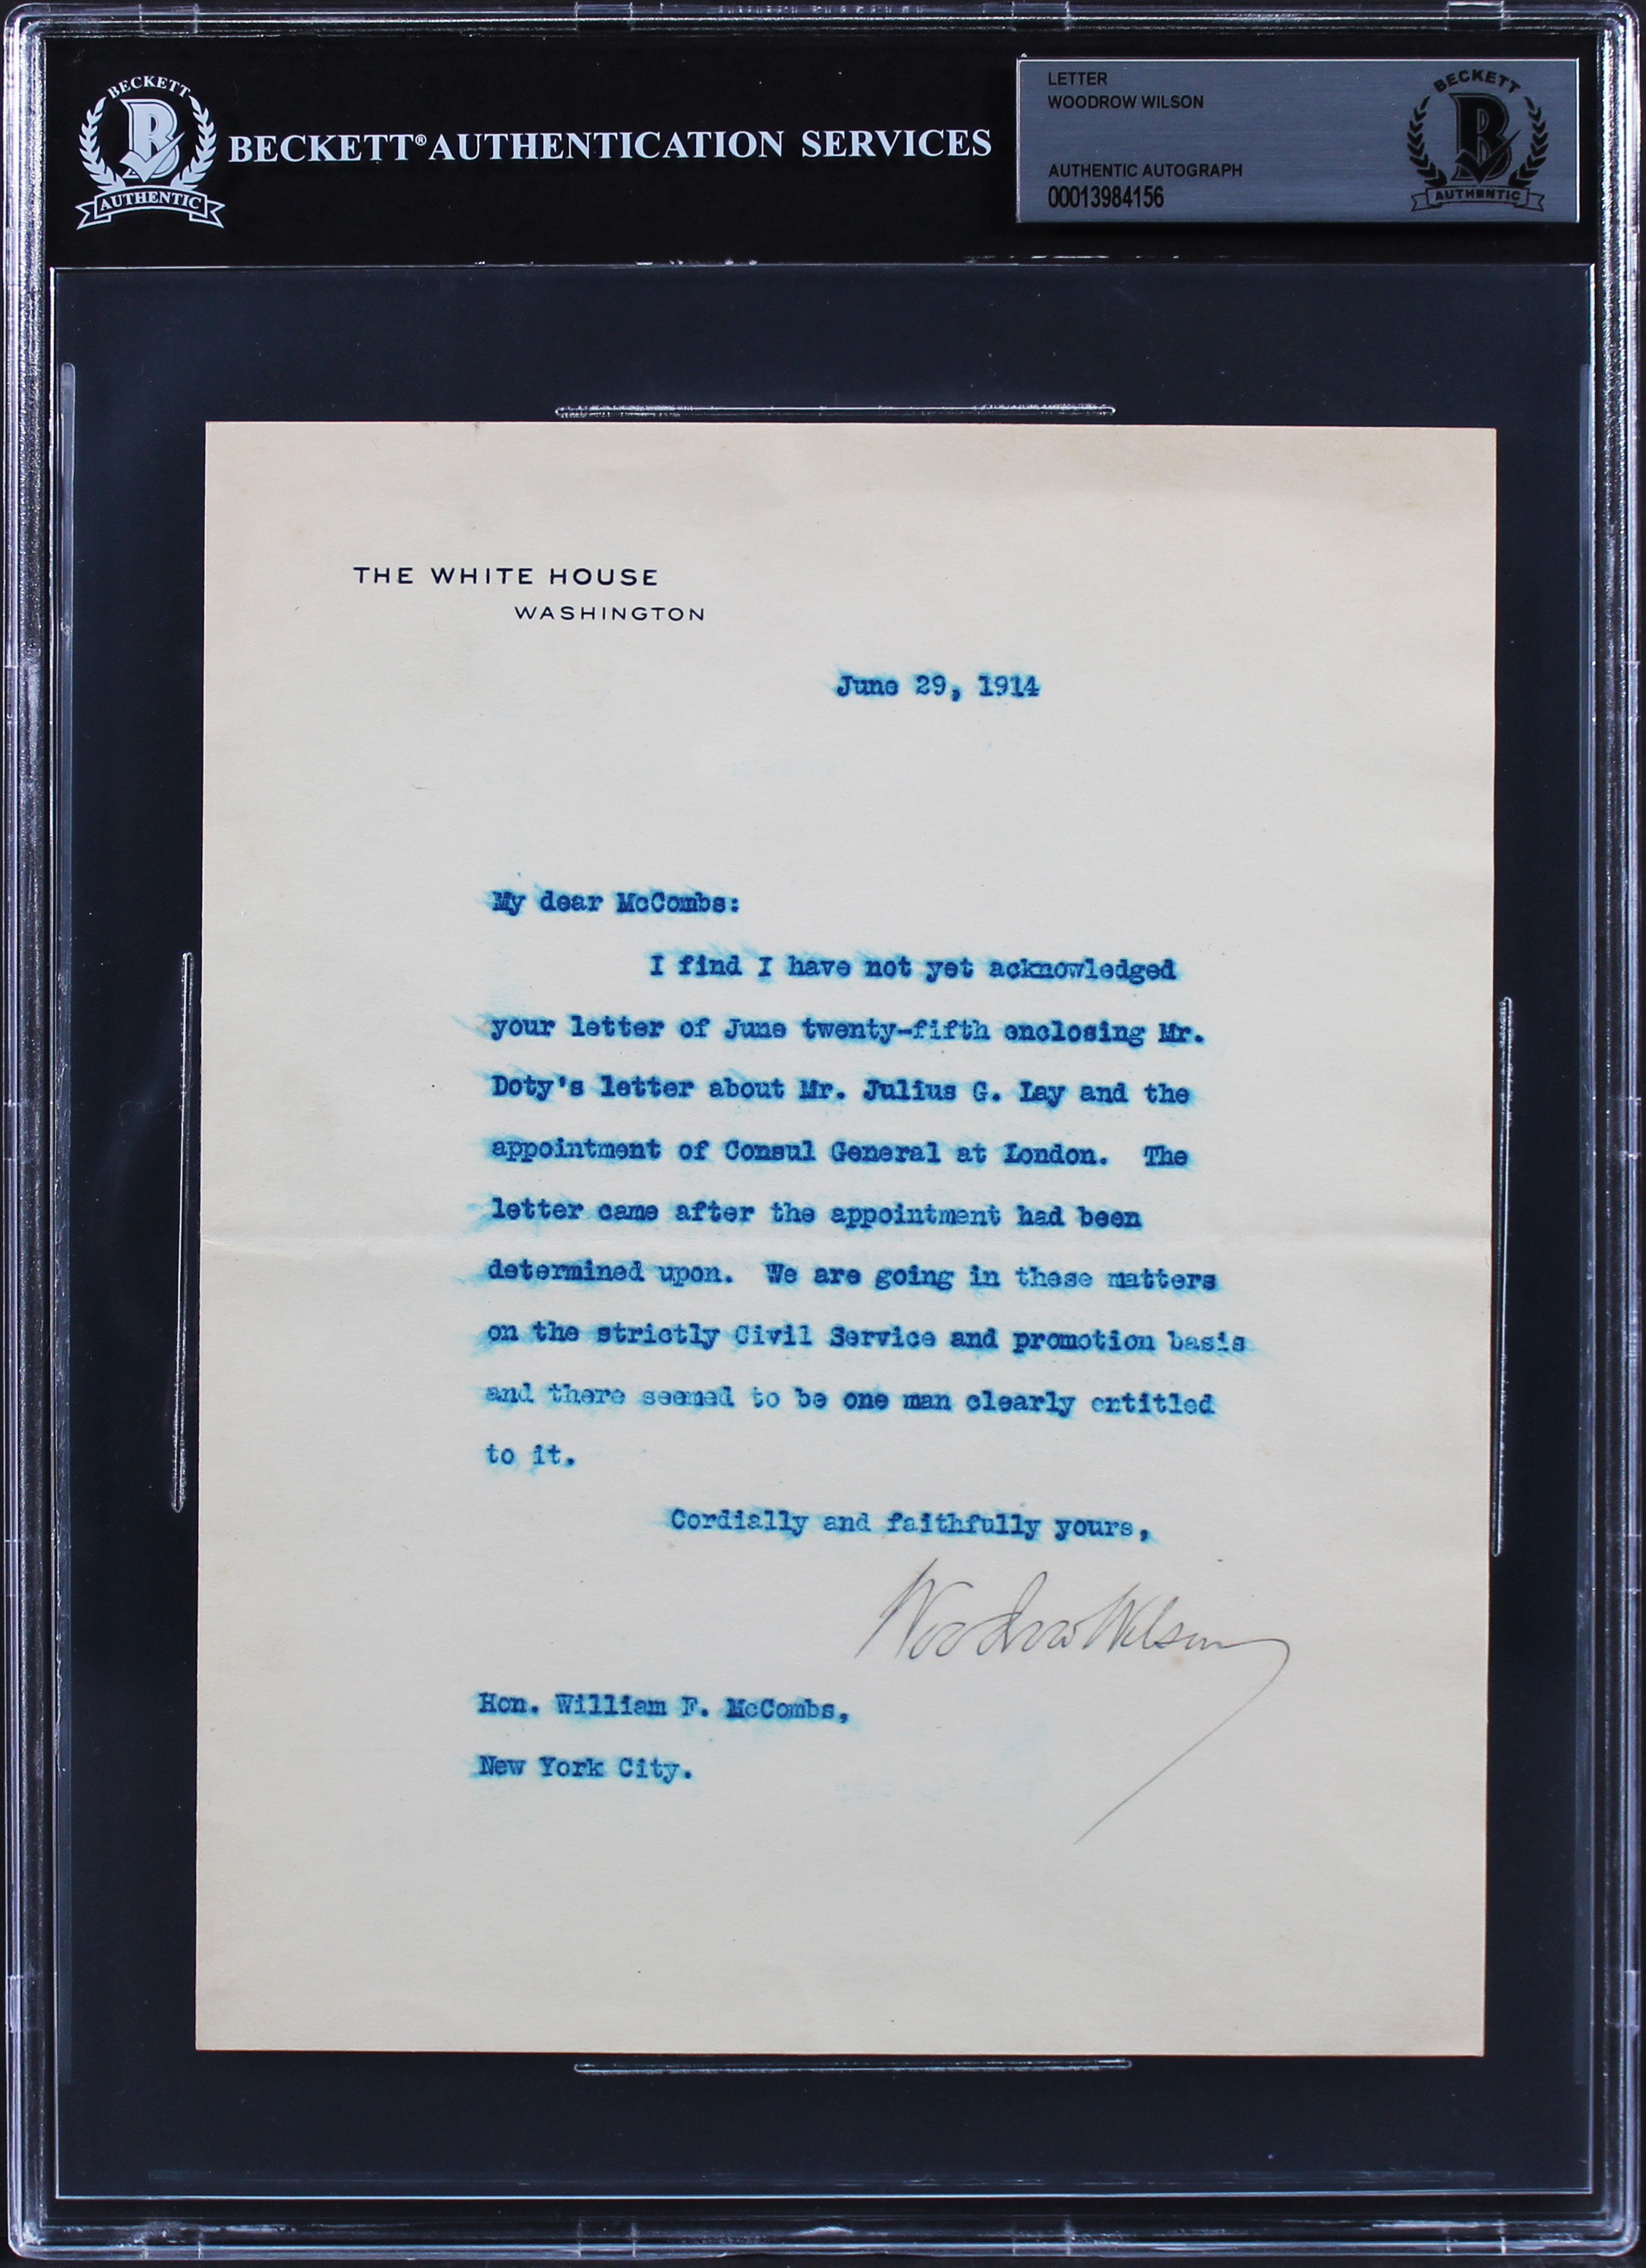 BECKETT
B
AUTHENTIC
BECKETT® AUTHENTICATION SERVICES
LETTER
WOODROW WILSON
AUTHENTIC AUTOGRAPH
00013984156
BECKETT
B
AUTHENTIC
THE WHITE HOUSE
WASHINGTON
June 29, 1914
My dear McCombs:
I find I have not yet acknowledged
your letter of June twenty-fifth enclosing Mr.
Doty's letter about Mr. Julius G. Lay and the
appointment of Consul General at London. The
letter came after the appointment had been
determined upon. We are going in these matters
on the strictly Civil Service and promotion basis
and there seemed to be one man clearly entitled
to it.
Cordially and faithfully yours,
Woodrow Wilson
Hon. William F. McCombs,
New York City.